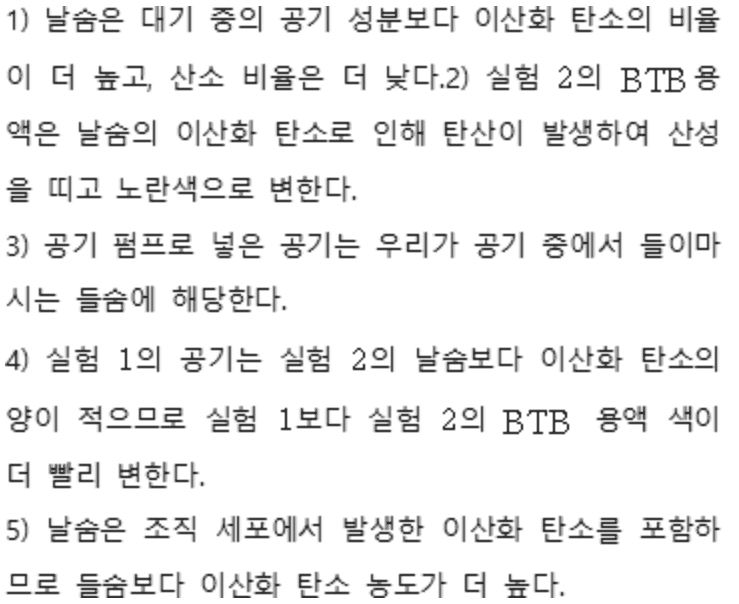 1) 날숨은 대기 중의 공기 성분보다 이산화 탄소의 비율
이 더 높고, 산소 비율은 더 낮다.2) 실험 2의 BTB용
액은 날숨의 이산화 탄소로 인해 탄산이 발생하여 산성
을 띠고 노란색으로 변한다.
3) 공기 펌프로 넣은 공기는 우리가 공기 중에서 들이마
시는 들숨에 해당한다.
4) 실험 1의 공기는 실험 2의 날숨보다 이산화 탄소의
양이 적으므로 실험 1보다 실험 2의 BTB 용액 색이
더 빨리 변한다.
5) 날숨은 조직 세포에서 발생한 이산화 탄소를 포함하
므로 들숨보다 이산화 탄소 농도가 더 높다.